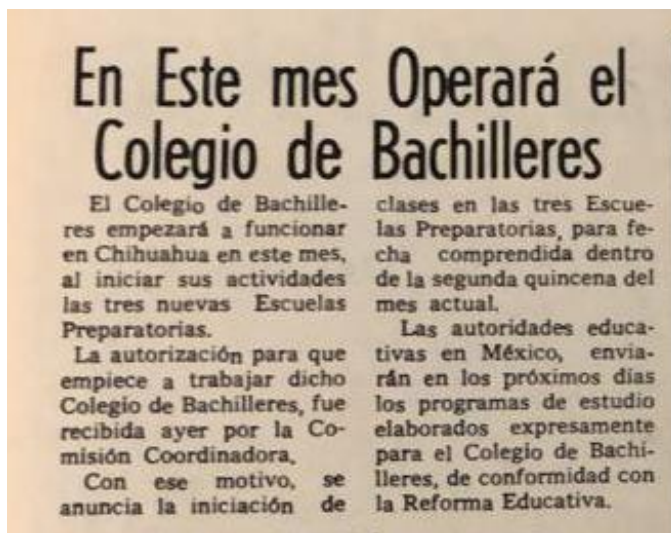 En Este mes Operará el
Colegio de Bachilleres
El Colegio de Bachille-
res empezará a funcionar
en Chihuahua en este mes,
al iniciar sus actividades
las tres nuevas Escuelas
Preparatorias.
La autorización para que
empiece a trabajar dicho
Colegio de Bachilleres, fue
recibida ayer por la Co-
misión Coordinadora.
Con ese motivo, se
anuncia la iniciación de
clases en las tres Escue-
las Preparatorias, para fe-
cha comprendida dentro
de la segunda quincena del
mes actual.
Las autoridades educa-
tivas en México, envia-
rán en los próximos días
los programas de estudio
elaborados expresamente
para el Colegio de Bachi-
lleres, de conformidad con
la Reforma Educativa.